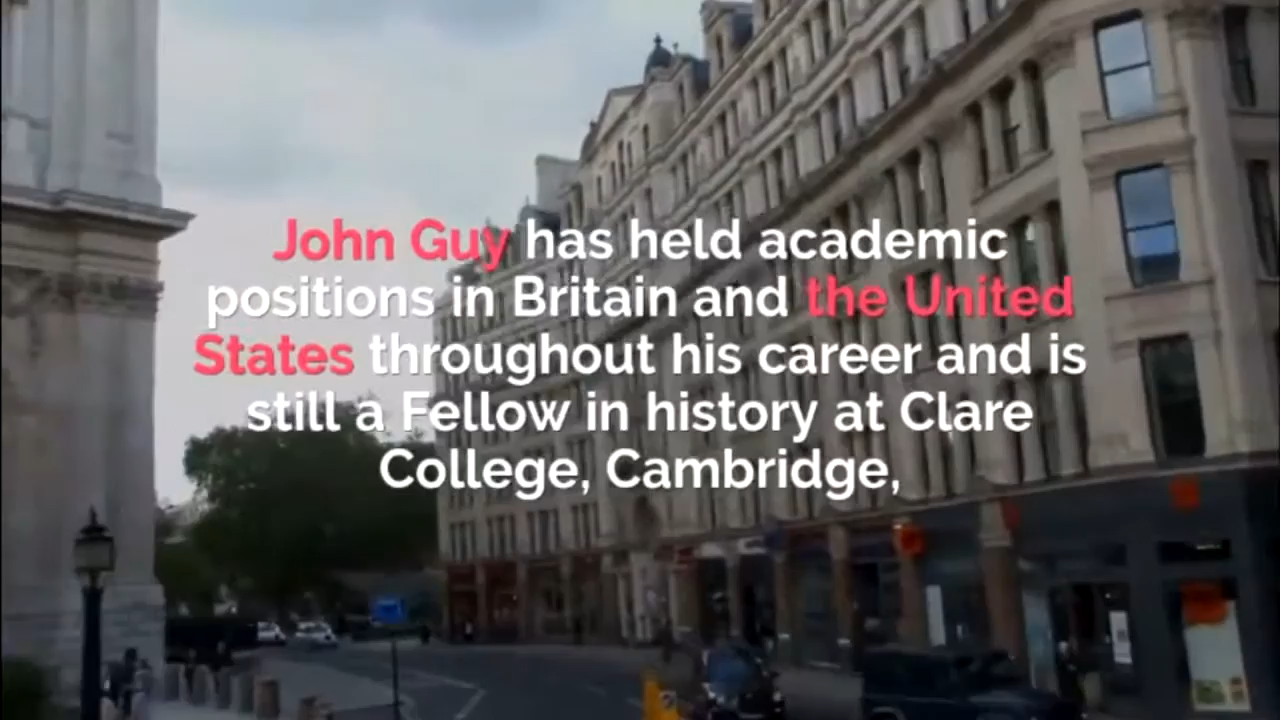 John Guy has held academic
positions in Britain and the United
States throughout his career and is
still a Fellow in history at Clare
College, Cambridge,